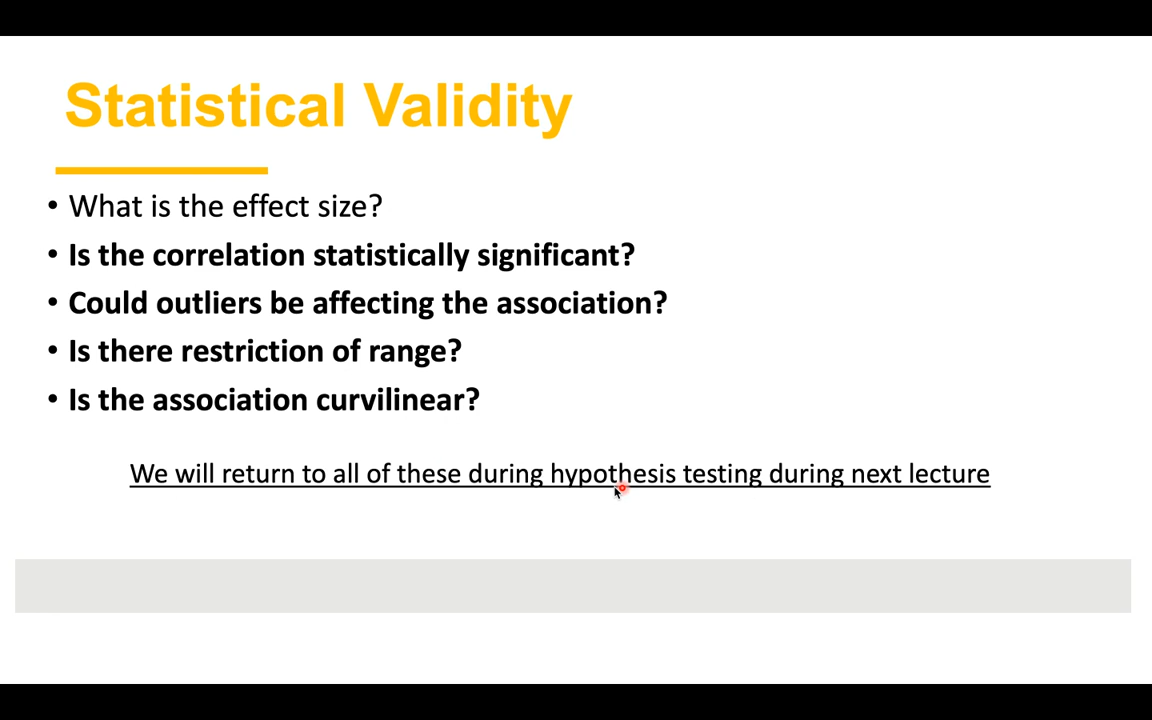 Statistical Validity
• What is the effect size?
• Is the correlation statistically significant?
• Could outliers be affecting the association?
• Is there restriction of range?
• Is the association curvilinear?
We will return to all of these during hypothesis testing during next lecture